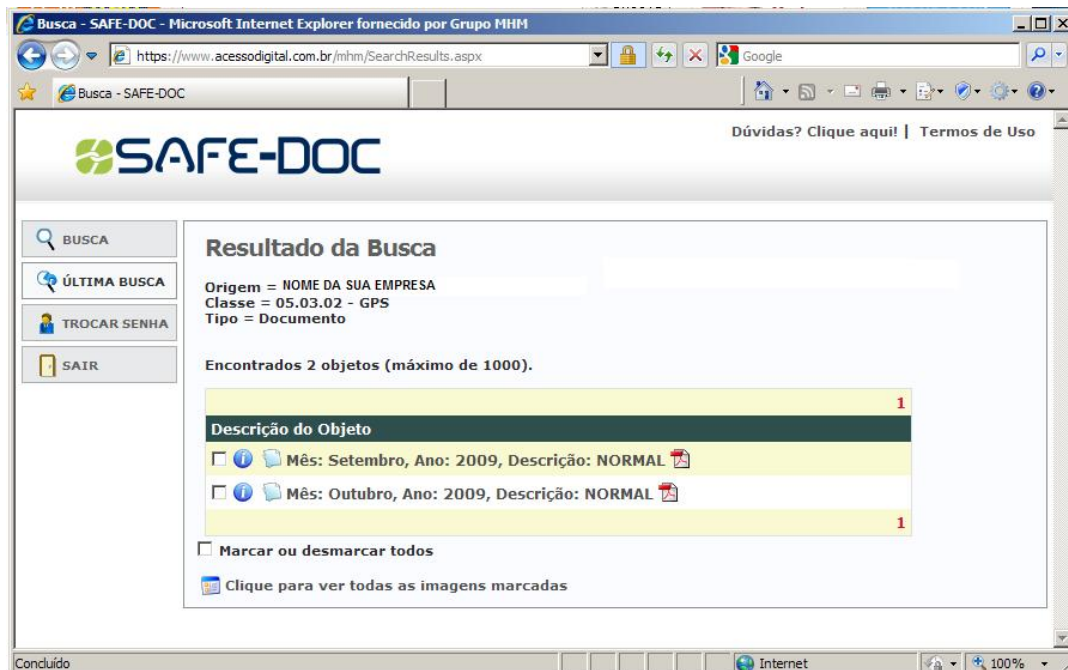 Busca - SAFE-DOC - Microsoft Internet Explorer fornecido por Grupo MHM
https://www.acessodigital.com.br/mhm/SearchResults.aspx
Google
Busca - SAFE-DOC
SAFE-DOC
Dúvidas? Clique aqui! | Termos de Uso
BUSCA
ÚLTIMA BUSCA
TROCAR SENHA
SAIR
Resultado da Busca
Origem = NOME DA SUA EMPRESA
Classe = 05.03.02 - GPS
Tipo = Documento
Encontrados 2 objetos (máximo de 1000).
1
Descrição do Objeto
Mês: Setembro, Ano: 2009, Descrição: NORMAL
Mês: Outubro, Ano: 2009, Descrição: NORMAL
1
Marcar ou desmarcar todos
Clique para ver todas as imagens marcadas
Concluído
Internet
100%